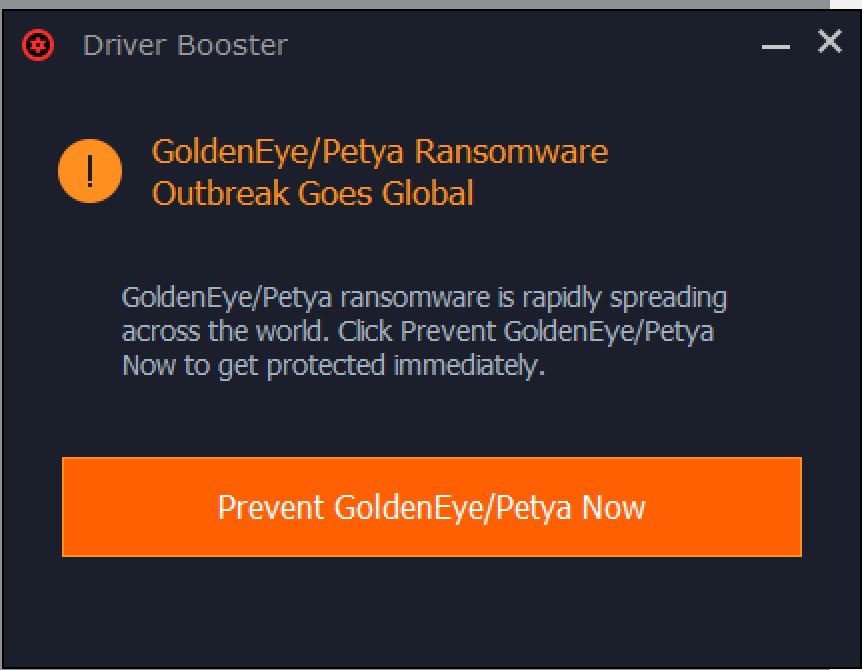 Driver Booster
GoldenEye/Petya Ransomware
Outbreak Goes Global
GoldenEye/Petya ransomware is rapidly spreading
across the world. Click Prevent GoldenEye/Petya
Now to get protected immediately.
Prevent GoldenEye/Petya Now